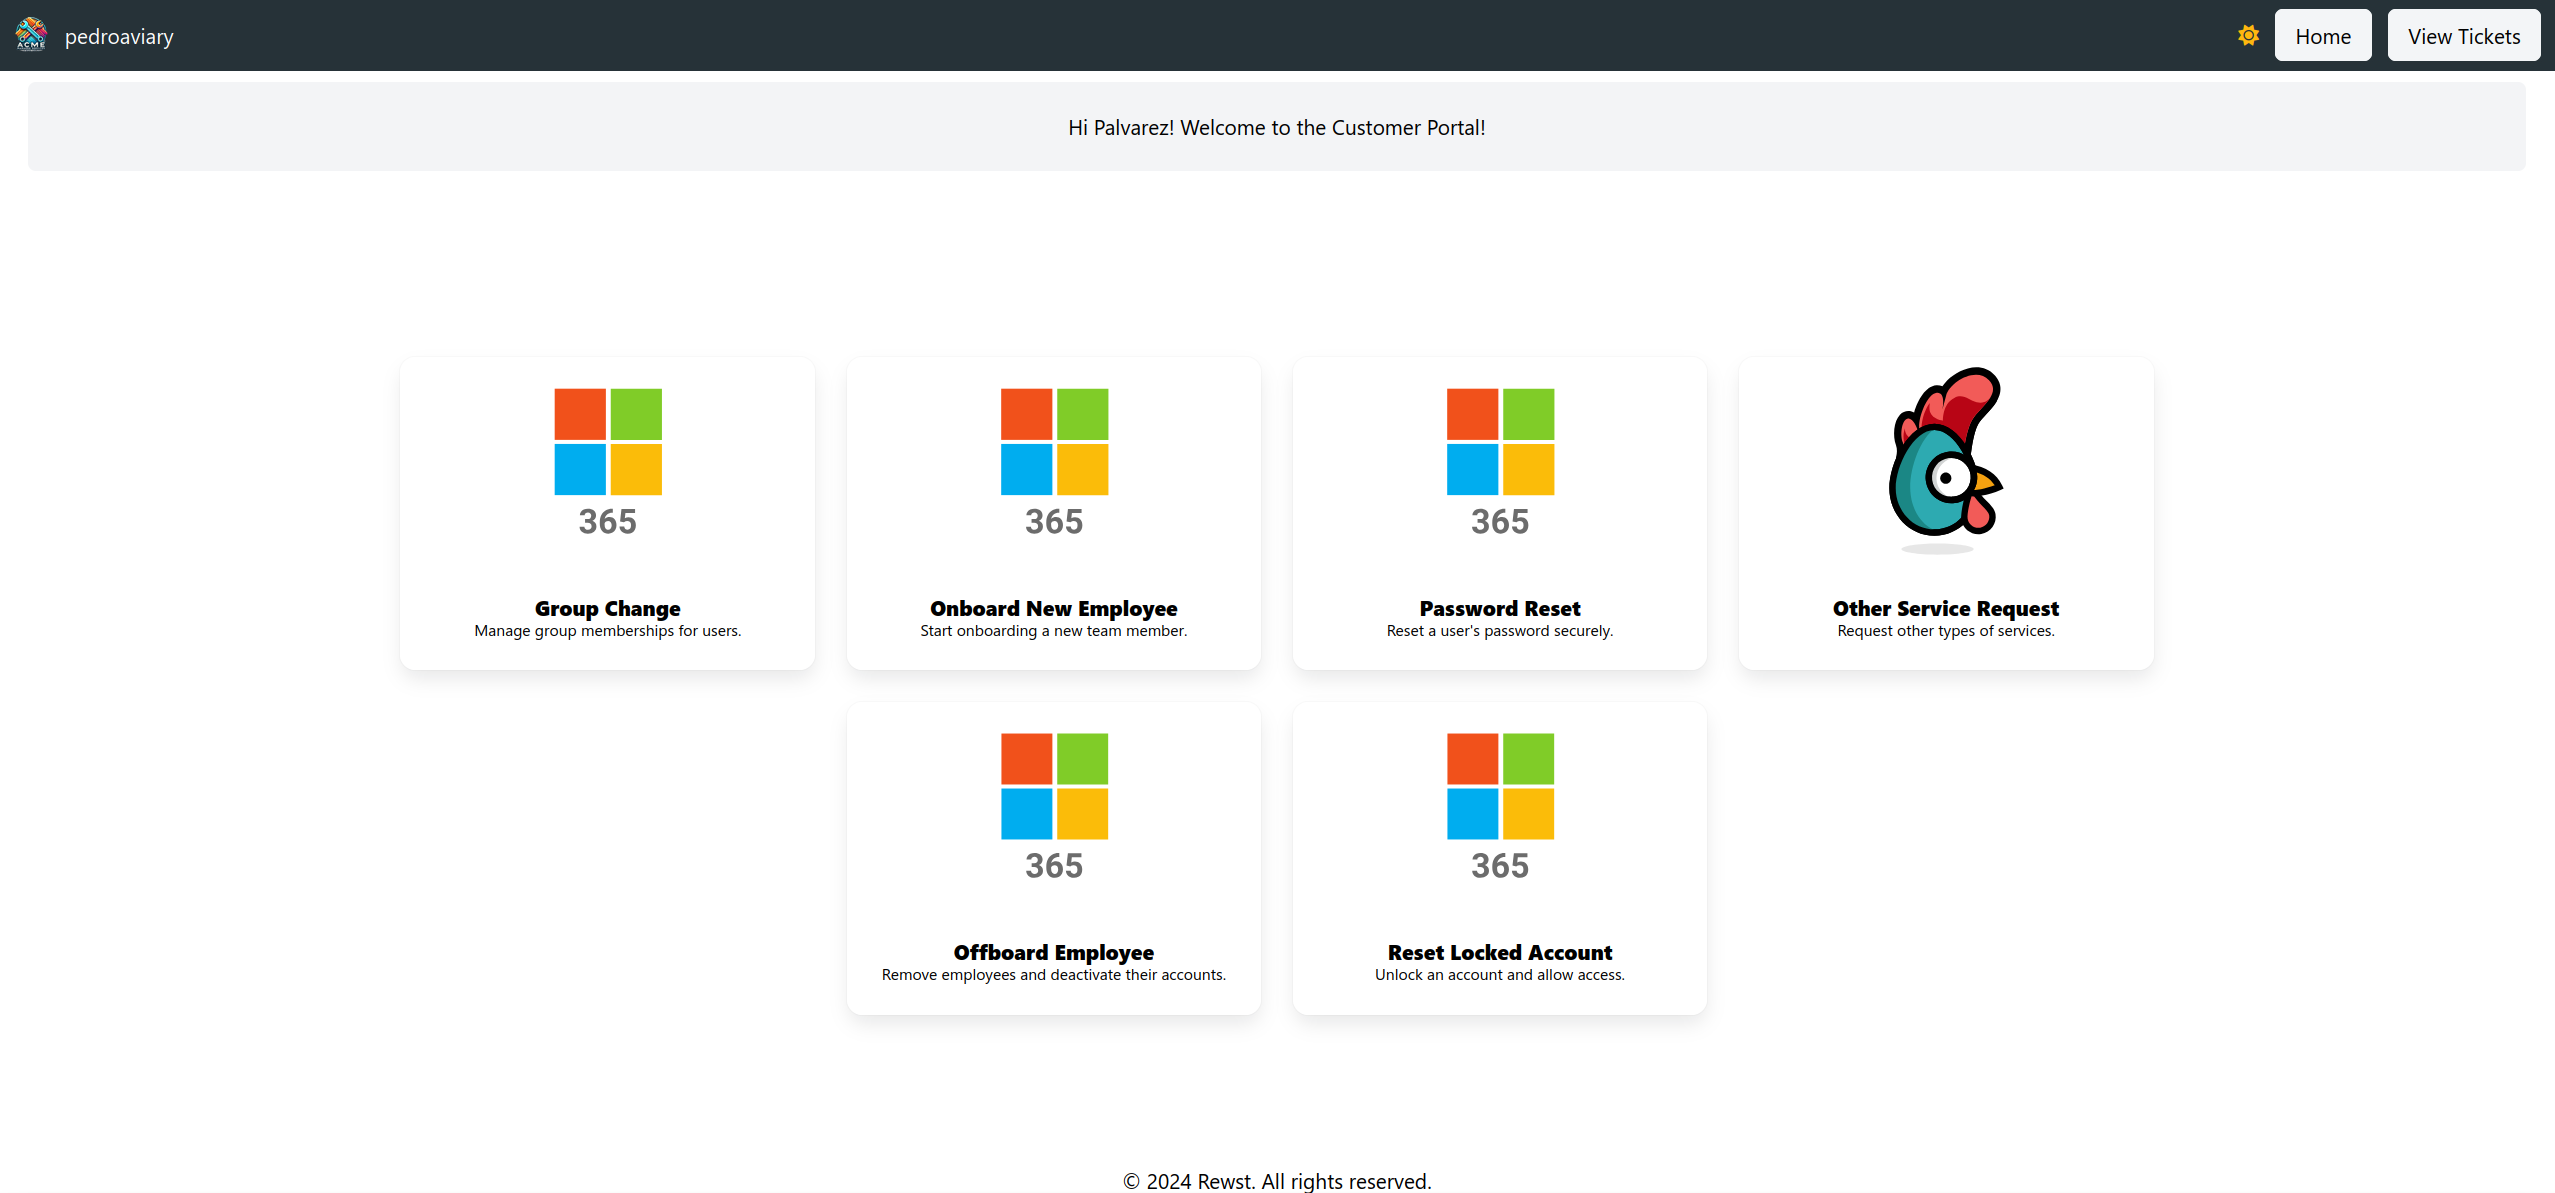 ACME
pedroaviary
Home
View Tickets
Hi Palvarez! Welcome to the Customer Portal!
365
Group Change
Manage group memberships for users.
365
Onboard New Employee
Start onboarding a new team member.
365
Password Reset
Reset a user's password securely.
Other Service Request
Request other types of services.
365
Offboard Employee
Remove employees and deactivate their accounts.
365
Reset Locked Account
Unlock an account and allow access.
© 2024 Rewst. All rights reserved.